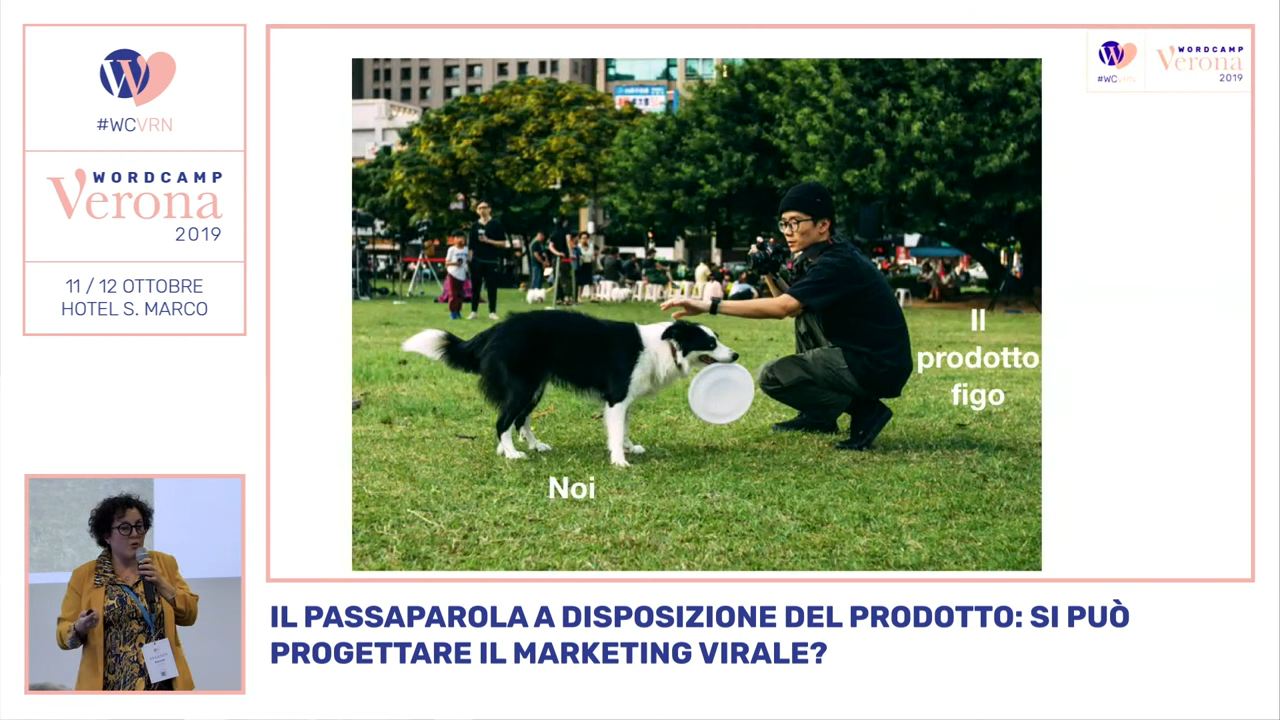 #WCVRN
WORDCAMP
Verona
2019
11 / 12 OTTOBRE
HOTEL S. MARCO
#WCVRN
WORDCAMP
Verona
2019
Il
prodotto
figo
Noi
IL PASSAPAROLA A DISPOSIZIONE DEL PRODOTTO: SI PUÒ
PROGETTARE IL MARKETING VIRALE?